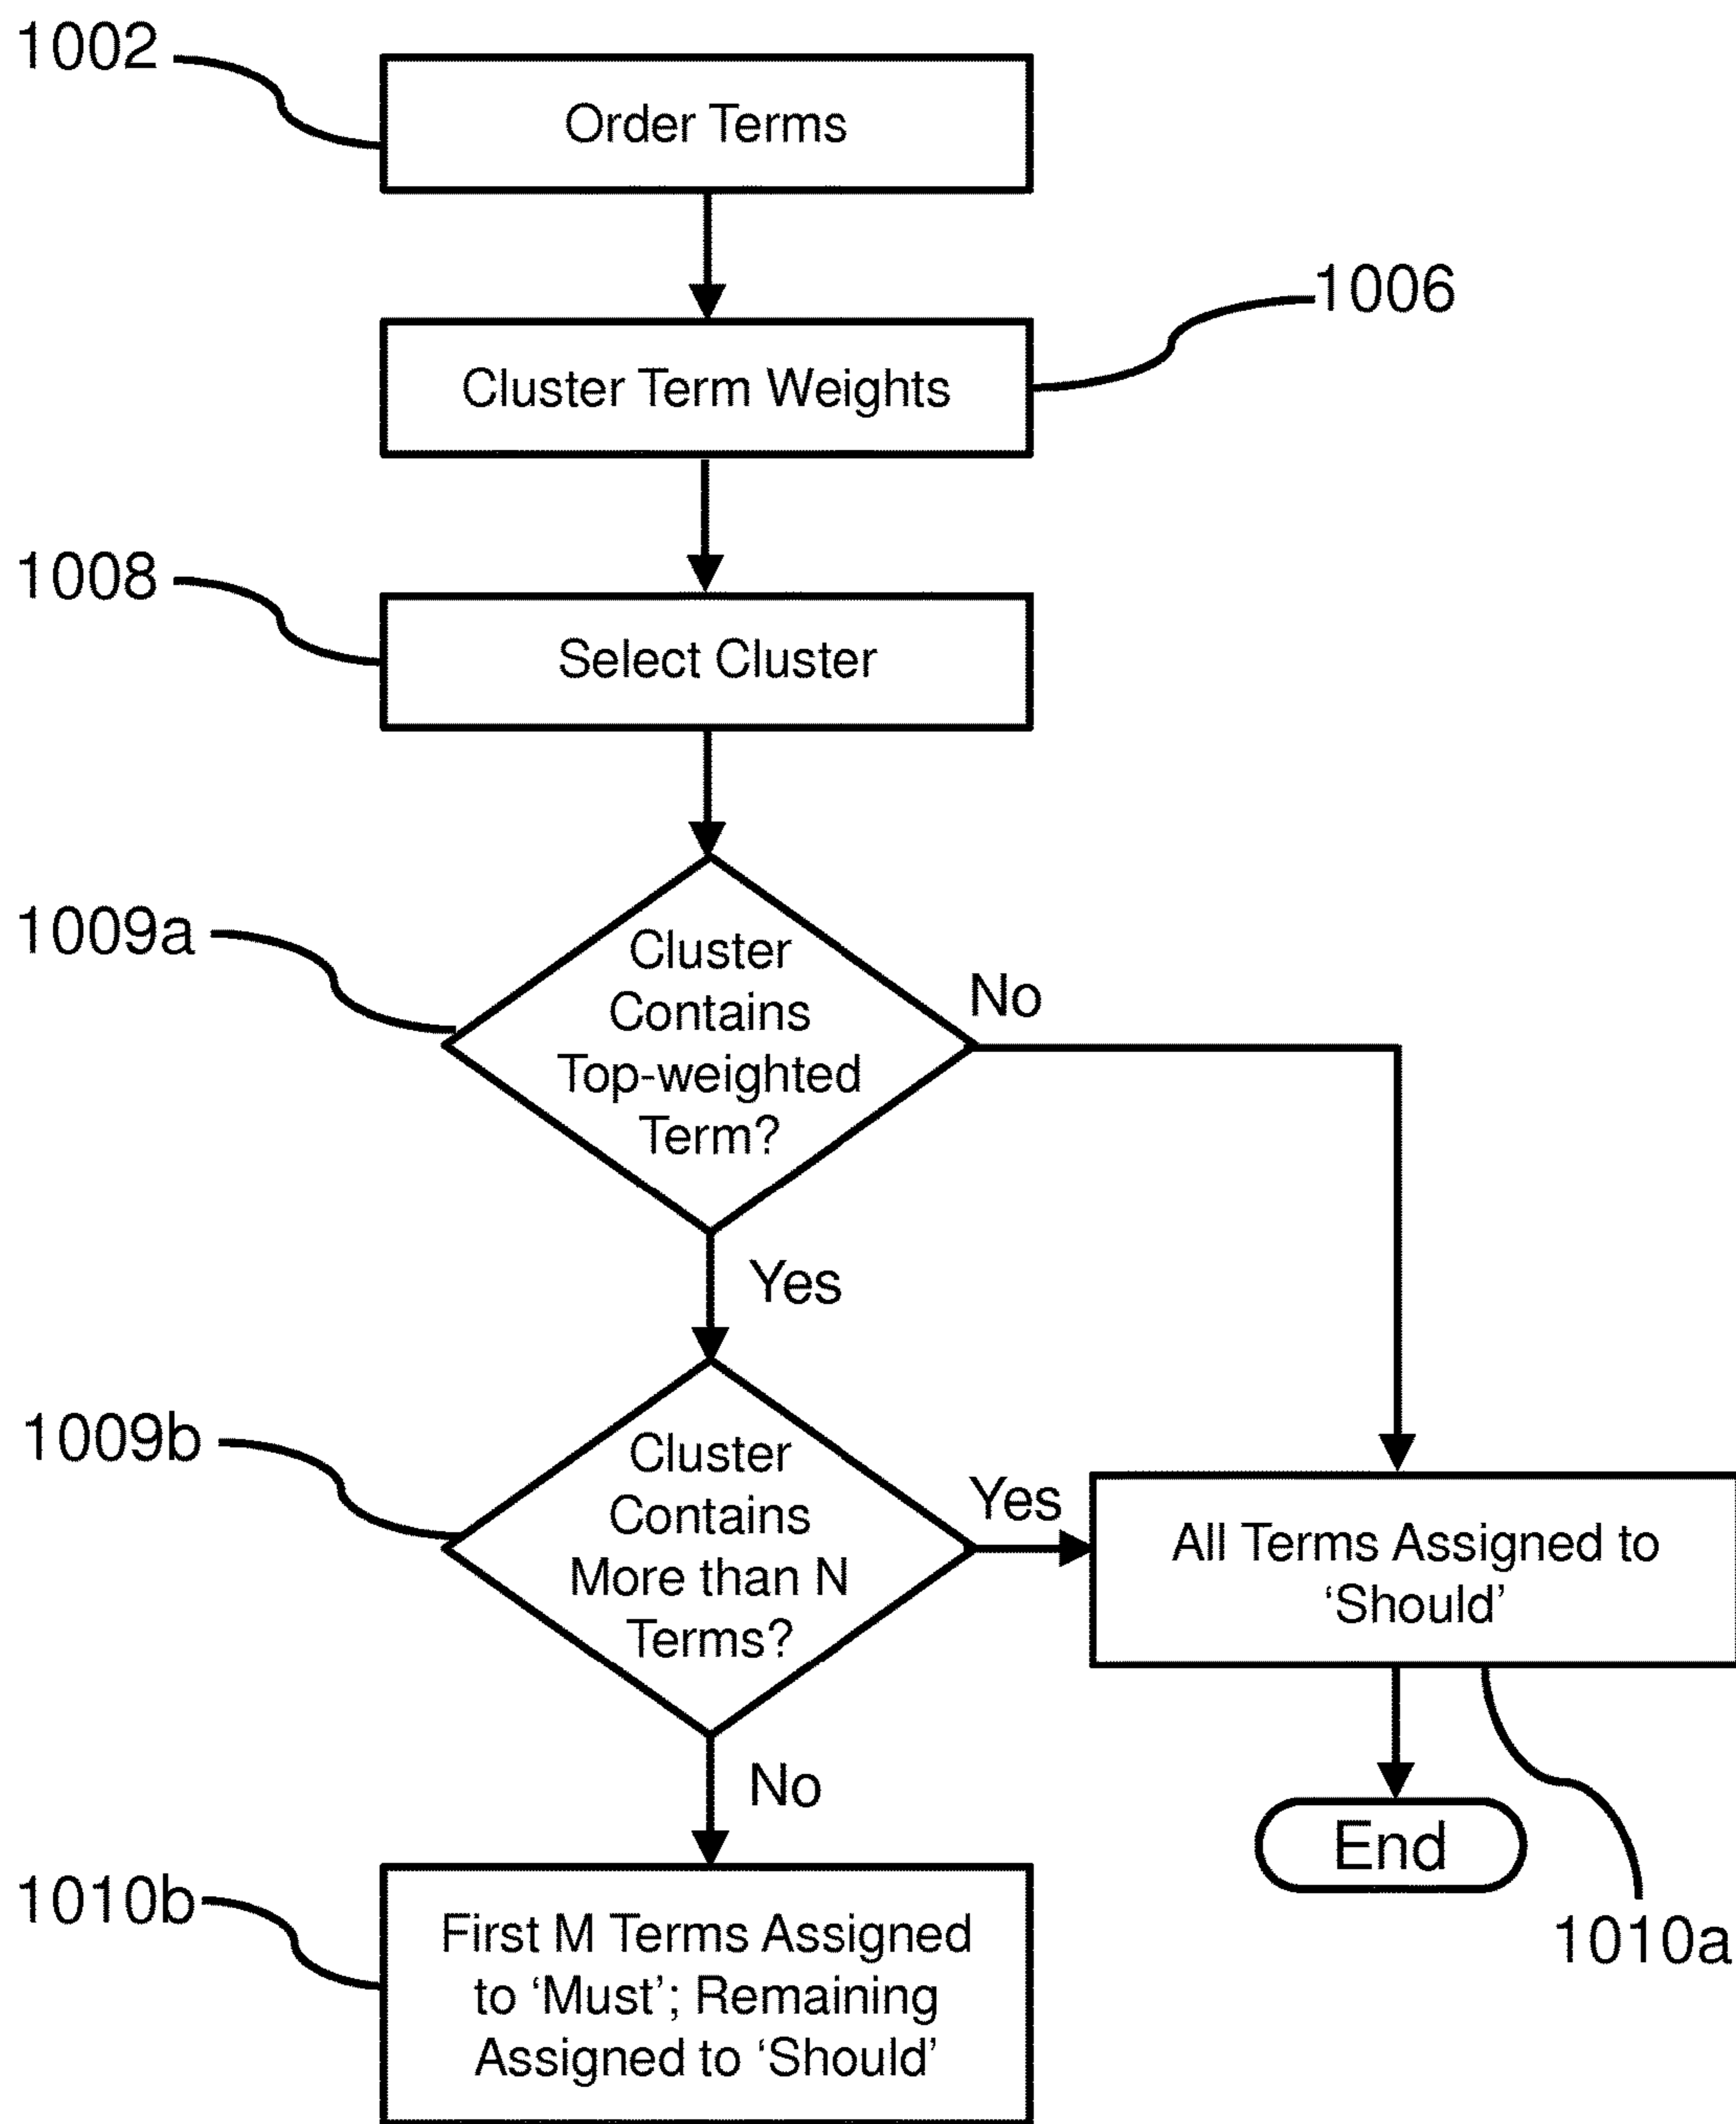 1002
Order Terms
1006
Cluster Term Weights
1008
Select Cluster
1009a
Cluster
Contains
Top-weighted
Term?
No
Yes
1009b
Cluster
Contains
More than N
Terms?
Yes
All Terms Assigned to
‘Should’
No
End
1010a
1010b
First M Terms Assigned
to ‘Must’; Remaining
Assigned to ‘Should’